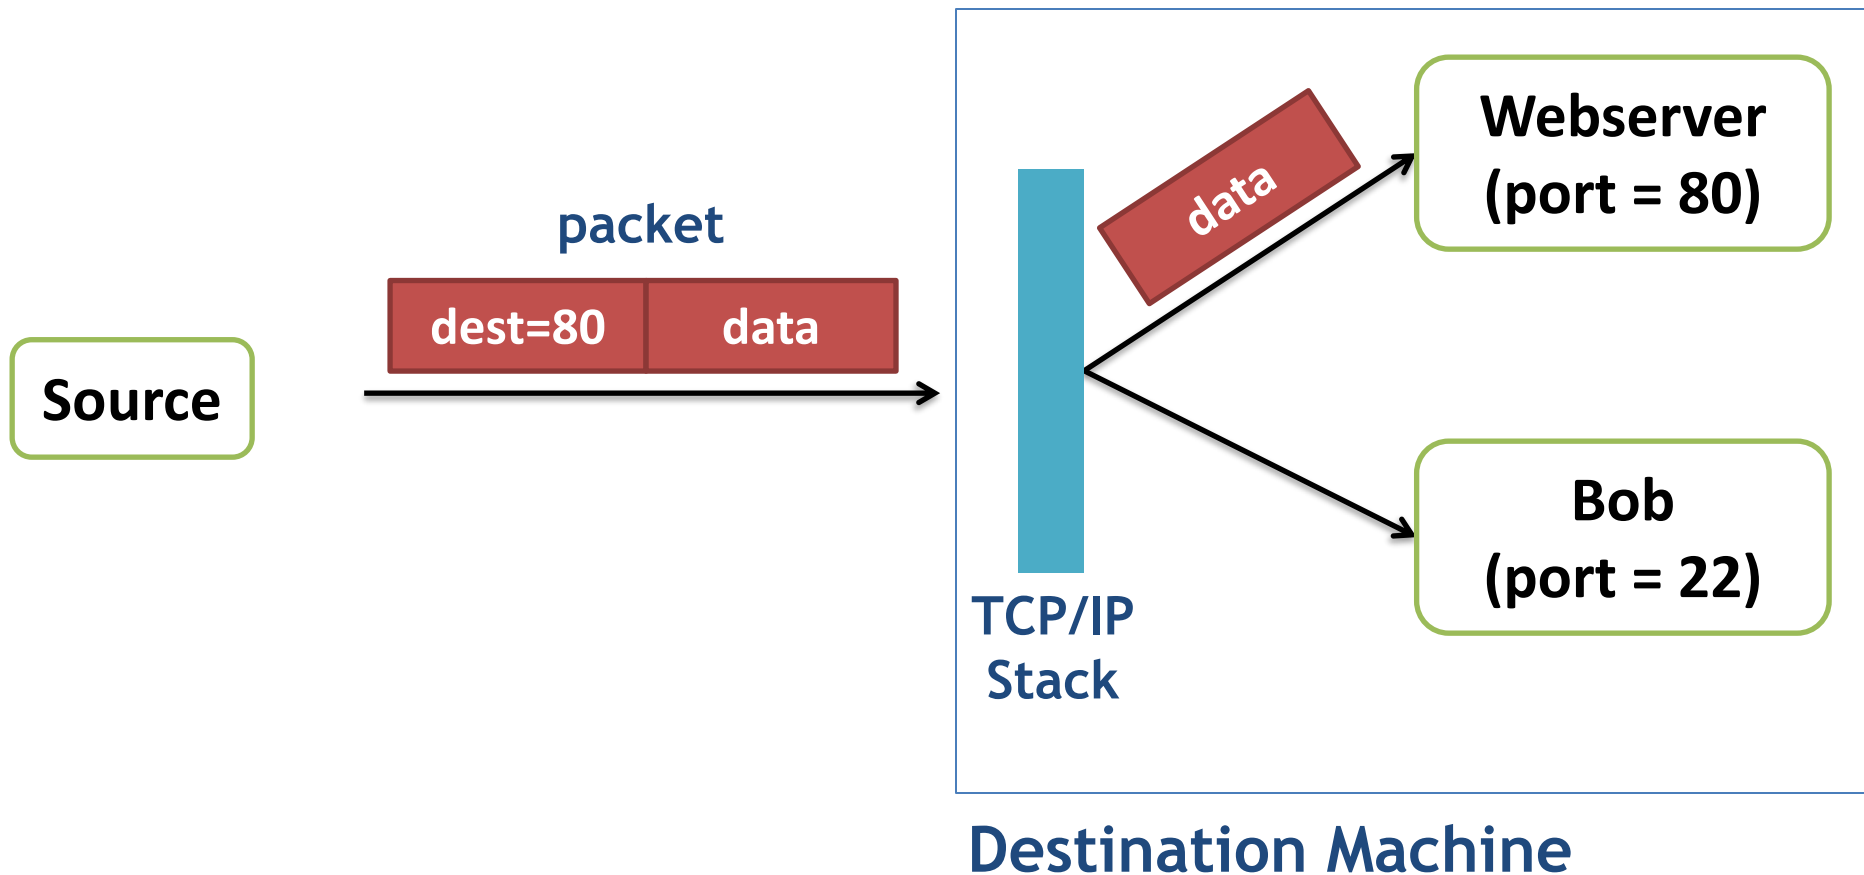 Source
packet
dest=80
data
TCP/IP
Stack
data
Webserver
(port = 80)
Bob
(port = 22)
Destination Machine